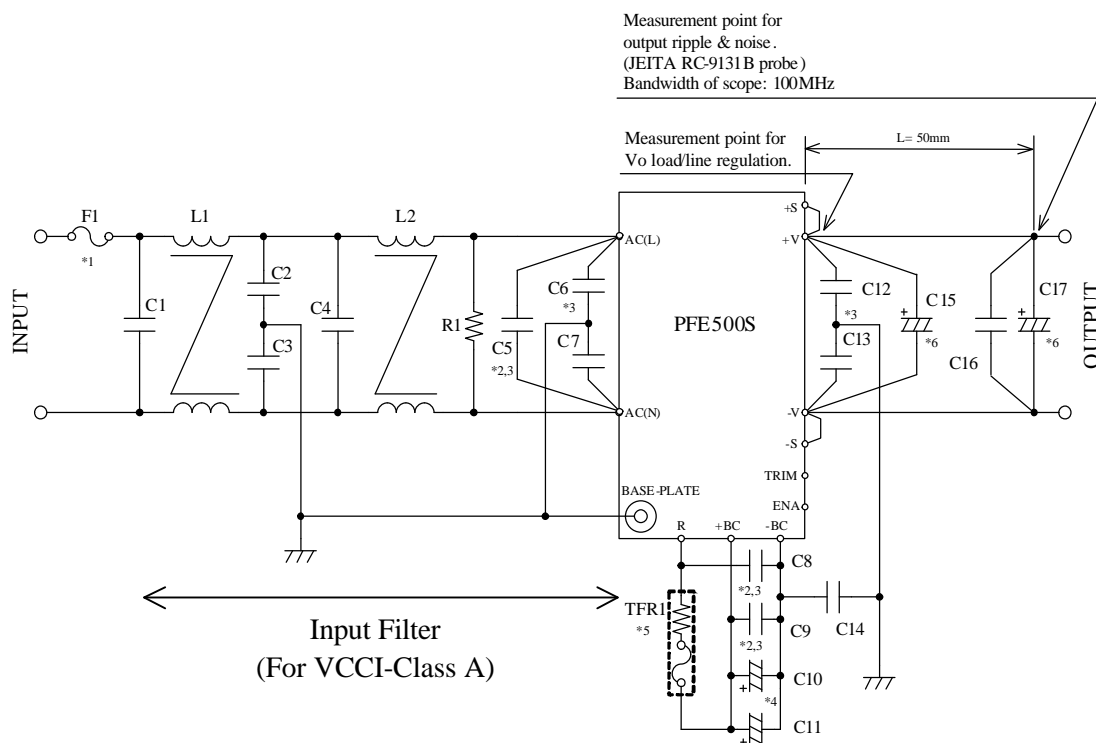 Measurement point for
output ripple & noise.
(JEITA RC-9131B probe)
Bandwidth of scope: 100MHz
Measurement point for
Vo load/line regulation.
L= 50mm
F1
*1
L1
L2
+S
AC(L)
+V
C1
C2
C3
C4
R1
C5
*2,3
C6
*3
C7
PFE500S
C12
*3
C13
C15
*6
C16
C17
*6
INPUT
OUTPUT
AC(N)
-V
-S
TRIM
ENA
BASE-PLATE
R
+BC
-BC
C8
*2,3
TFR1
*5
C9
*2,3
C14
C10
*4
C11
Input Filter
(For VCCI-Class A)
+
+
+
+